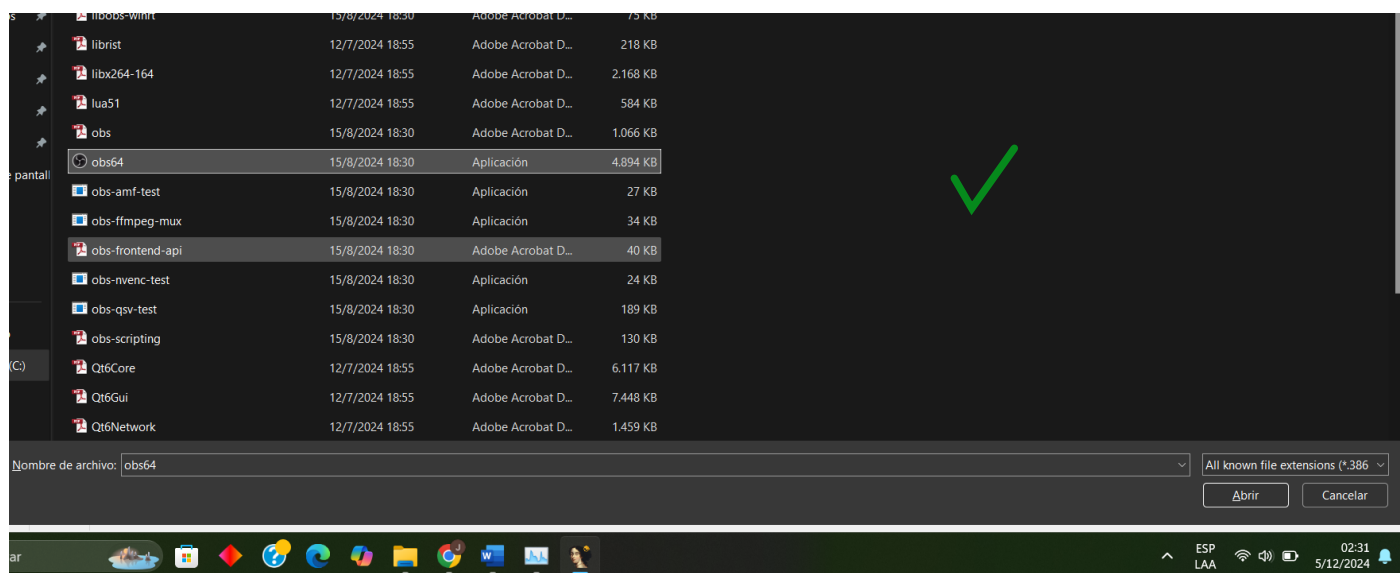 libobs-winrt 15/8/2024 18:30 Adobe Acrobat D... 75 KB
librist 12/7/2024 18:55 Adobe Acrobat D... 218 KB
libx264-164 12/7/2024 18:55 Adobe Acrobat D... 2.168 KB
lua51 12/7/2024 18:55 Adobe Acrobat D... 584 KB
obs 15/8/2024 18:30 Adobe Acrobat D... 1.066 KB
obs64 15/8/2024 18:30 Aplicación 4.894 KB
e pantall
obs-amf-test 15/8/2024 18:30 Aplicación 27 KB
obs-ffmpeg-mux 15/8/2024 18:30 Aplicación 34 KB
obs-frontend-api 15/8/2024 18:30 Adobe Acrobat D... 40 KB
obs-nvenc-test 15/8/2024 18:30 Aplicación 24 KB
obs-qsv-test 15/8/2024 18:30 Aplicación 189 KB
obs-scripting 15/8/2024 18:30 Adobe Acrobat D... 130 KB
(C:) Qt6Core 12/7/2024 18:55 Adobe Acrobat D... 6.117 KB
Qt6Gui 12/7/2024 18:55 Adobe Acrobat D... 7.448 KB
Qt6Network 12/7/2024 18:55 Adobe Acrobat D... 1.459 KB
Nombre de archivo: obs64 All known file extensions (*.386
Abrir Cancelar
ar ESP 02:31
LAA 5/12/2024